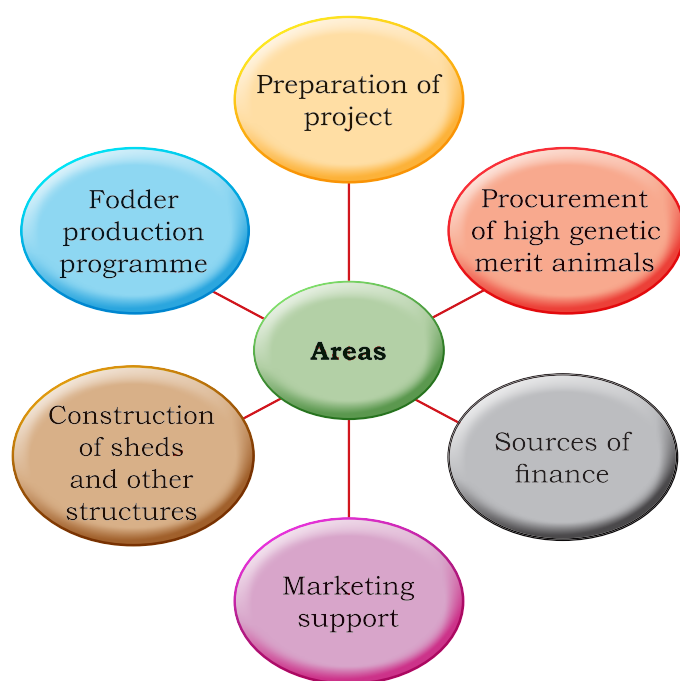 Preparation of
project
Fodder
production
programme
Procurement
of high genetic
merit animals
Areas
Construction
of sheds
and other
structures
Sources of
finance
Marketing
support